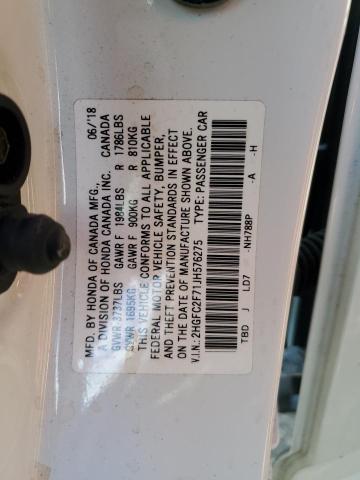 MFD. BY HONDA OF CANADA MFG., 06/'18
A DIVISION OF HONDA CANADA INC. CANADA
GVWR 3737LBS GAWR F 1984LBS R 1786LBS
GVWR 1695KG GAWR F 900KG R 810KG
THIS VEHICLE CONFORMS TO ALL APPLICABLE
FEDERAL MOTOR VEHICLE SAFETY, BUMPER,
AND THEFT PREVENTION STANDARDS IN EFFECT
ON THE DATE OF MANUFACTURE SHOWN ABOVE.
V.I.N.: 2HGFC2F71JH576275 TYPE: PASSENGER CAR
TBD J LD7 -NH788P -A -H